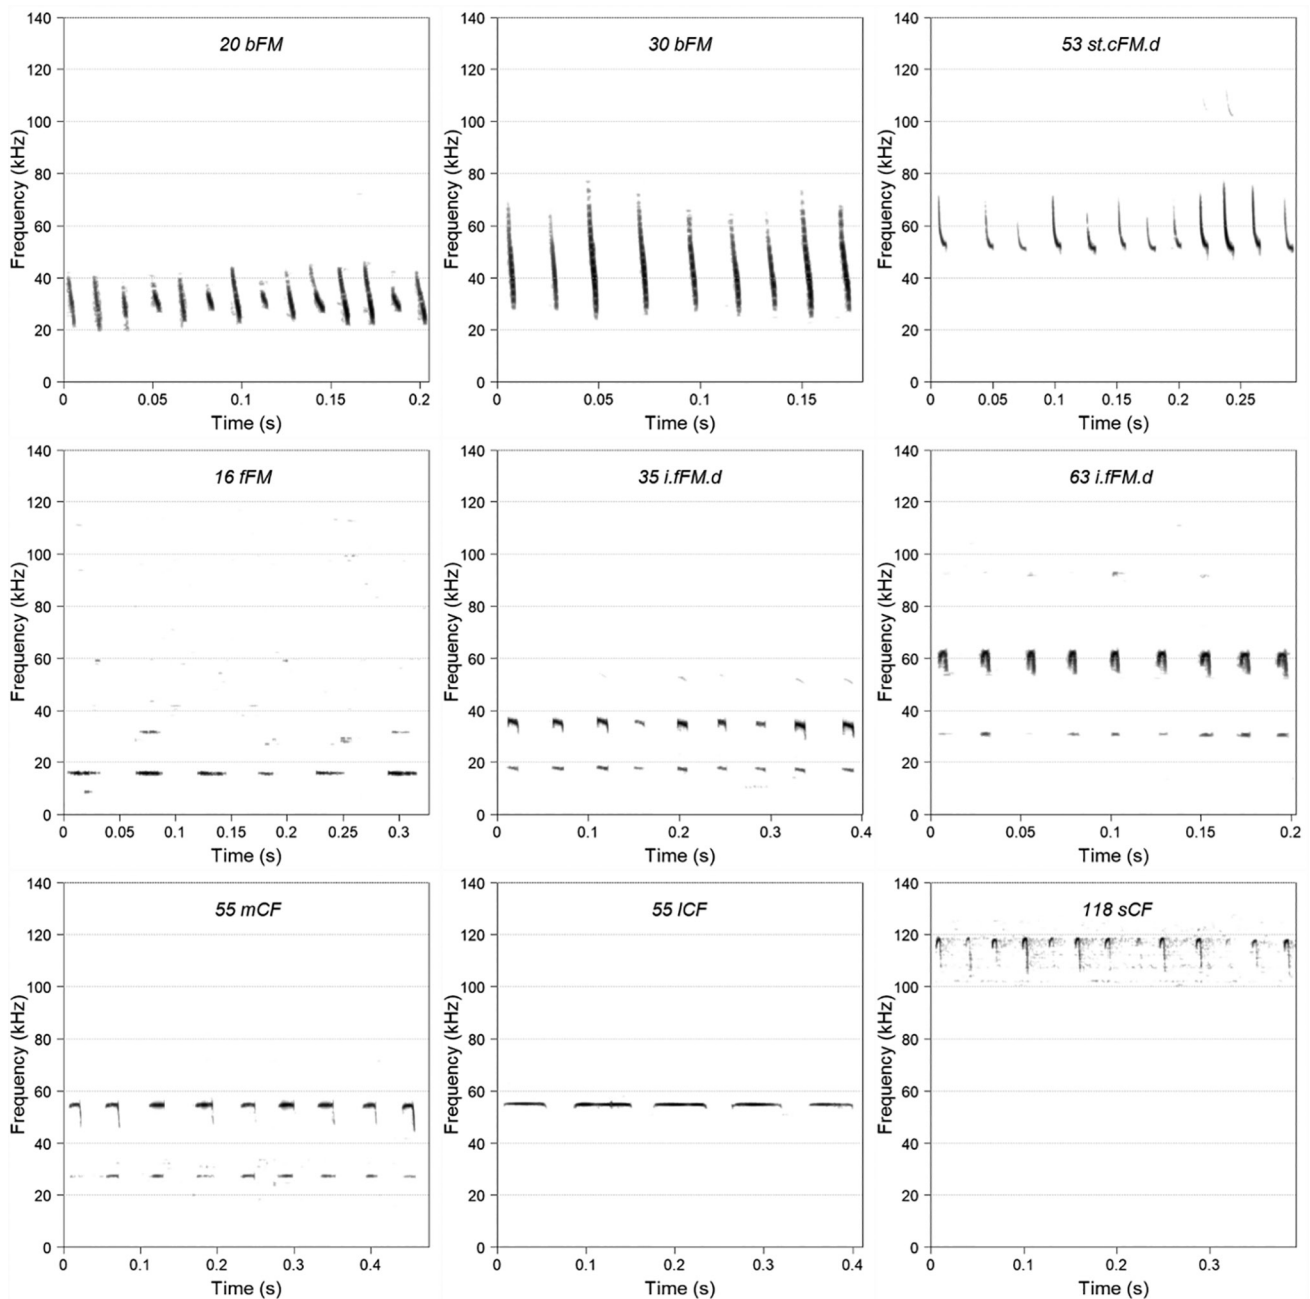 20 bFM
140
120
100
80
60
40
20
0
Frequency (kHz)
0 0.05 0.1 0.15 0.2
Time (s)
30 bFM
140
120
100
80
60
40
20
0
Frequency (kHz)
0 0.05 0.1 0.15
Time (s)
53 st.cFM.d
140
120
100
80
60
40
20
0
Frequency (kHz)
0 0.05 0.1 0.15 0.2 0.25
Time (s)
16 fFM
140
120
100
80
60
40
20
0
Frequency (kHz)
0 0.05 0.1 0.15 0.2 0.25 0.3
Time (s)
35 i.fFM.d
140
120
100
80
60
40
20
0
Frequency (kHz)
0 0.1 0.2 0.3 0.4
Time (s)
63 i.fFM.d
140
120
100
80
60
40
20
0
Frequency (kHz)
0 0.05 0.1 0.15 0.2
Time (s)
55 mCF
140
120
100
80
60
40
20
0
Frequency (kHz)
0 0.1 0.2 0.3 0.4
Time (s)
55 lCF
140
120
100
80
60
40
20
0
Frequency (kHz)
0 0.1 0.2 0.3 0.4
Time (s)
118 sCF
140
120
100
80
60
40
20
0
Frequency (kHz)
0 0.1 0.2 0.3
Time (s)